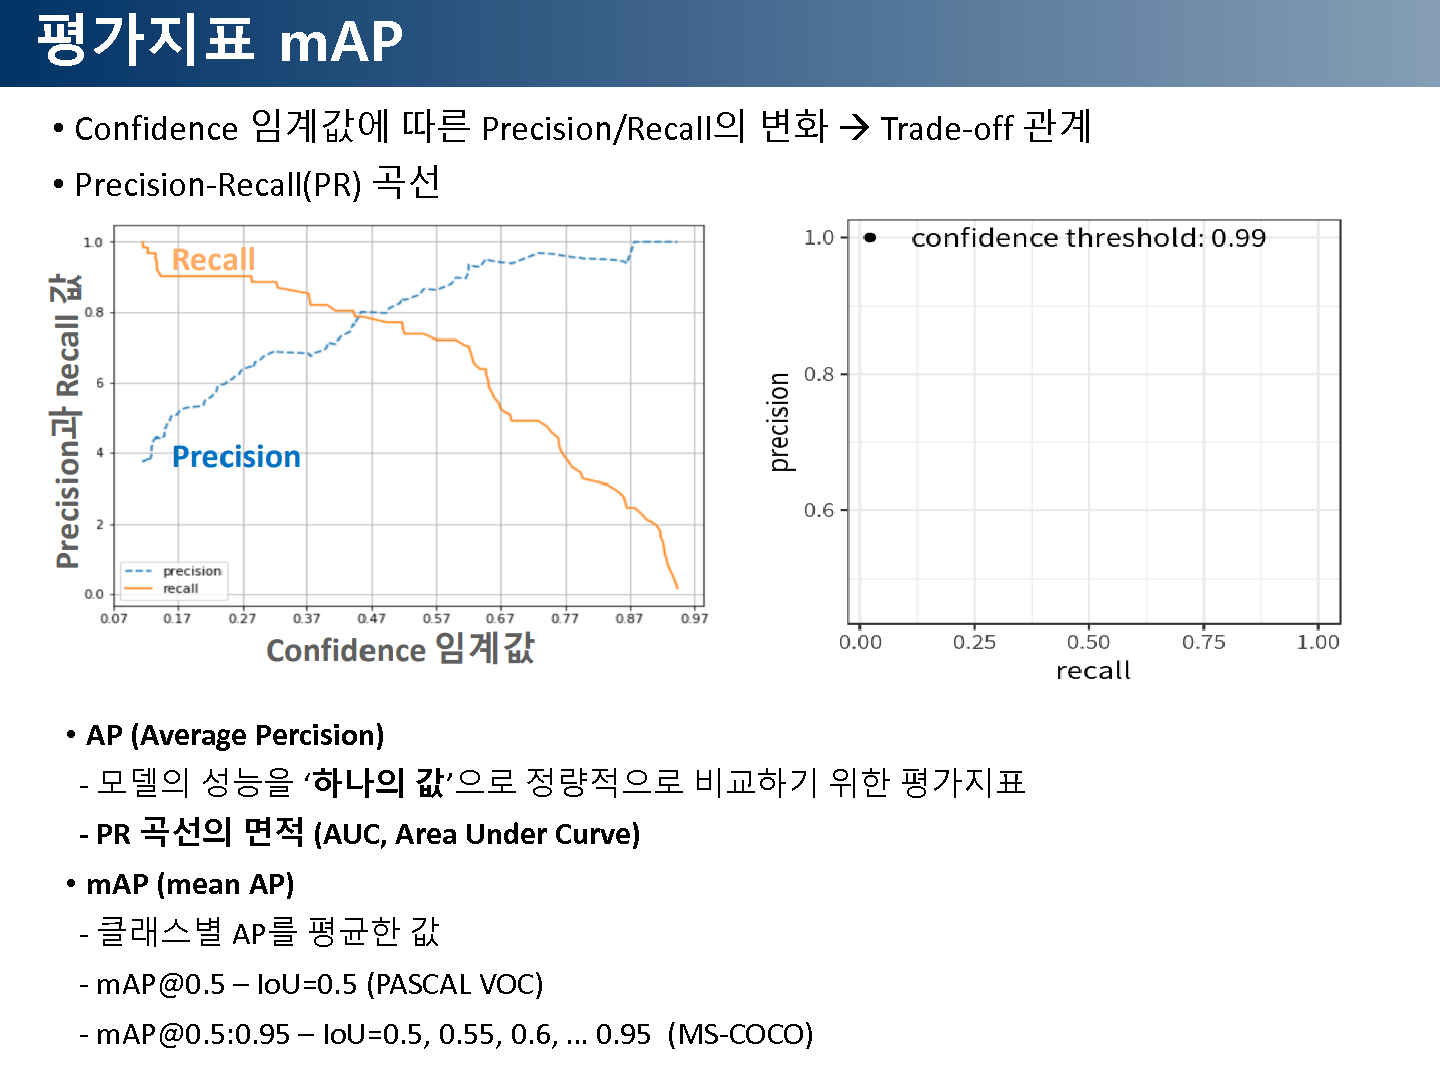 평가지표 mAP
• Confidence 임계값에 따른 Precision/Recall의 변화 → Trade-off 관계
• Precision-Recall(PR) 곡선
Precision과 Recall 값
1.0
0.8
6
4
2
0.0
Recall
Precision
precision
recall
0.07 0.17 0.27 0.37 0.47 0.57 0.67 0.77 0.87 0.97
Confidence 임계값
precision
1.0
0.8
0.6
confidence threshold: 0.99
0.00 0.25 0.50 0.75 1.00
recall
• AP (Average Percision)
- 모델의 성능을 ‘하나의 값’으로 정량적으로 비교하기 위한 평가지표
- PR 곡선의 면적 (AUC, Area Under Curve)
• mAP (mean AP)
- 클래스별 AP를 평균한 값
- mAP@0.5 – IoU=0.5 (PASCAL VOC)
- mAP@0.5:0.95 – IoU=0.5, 0.55, 0.6, ... 0.95 (MS-COCO)